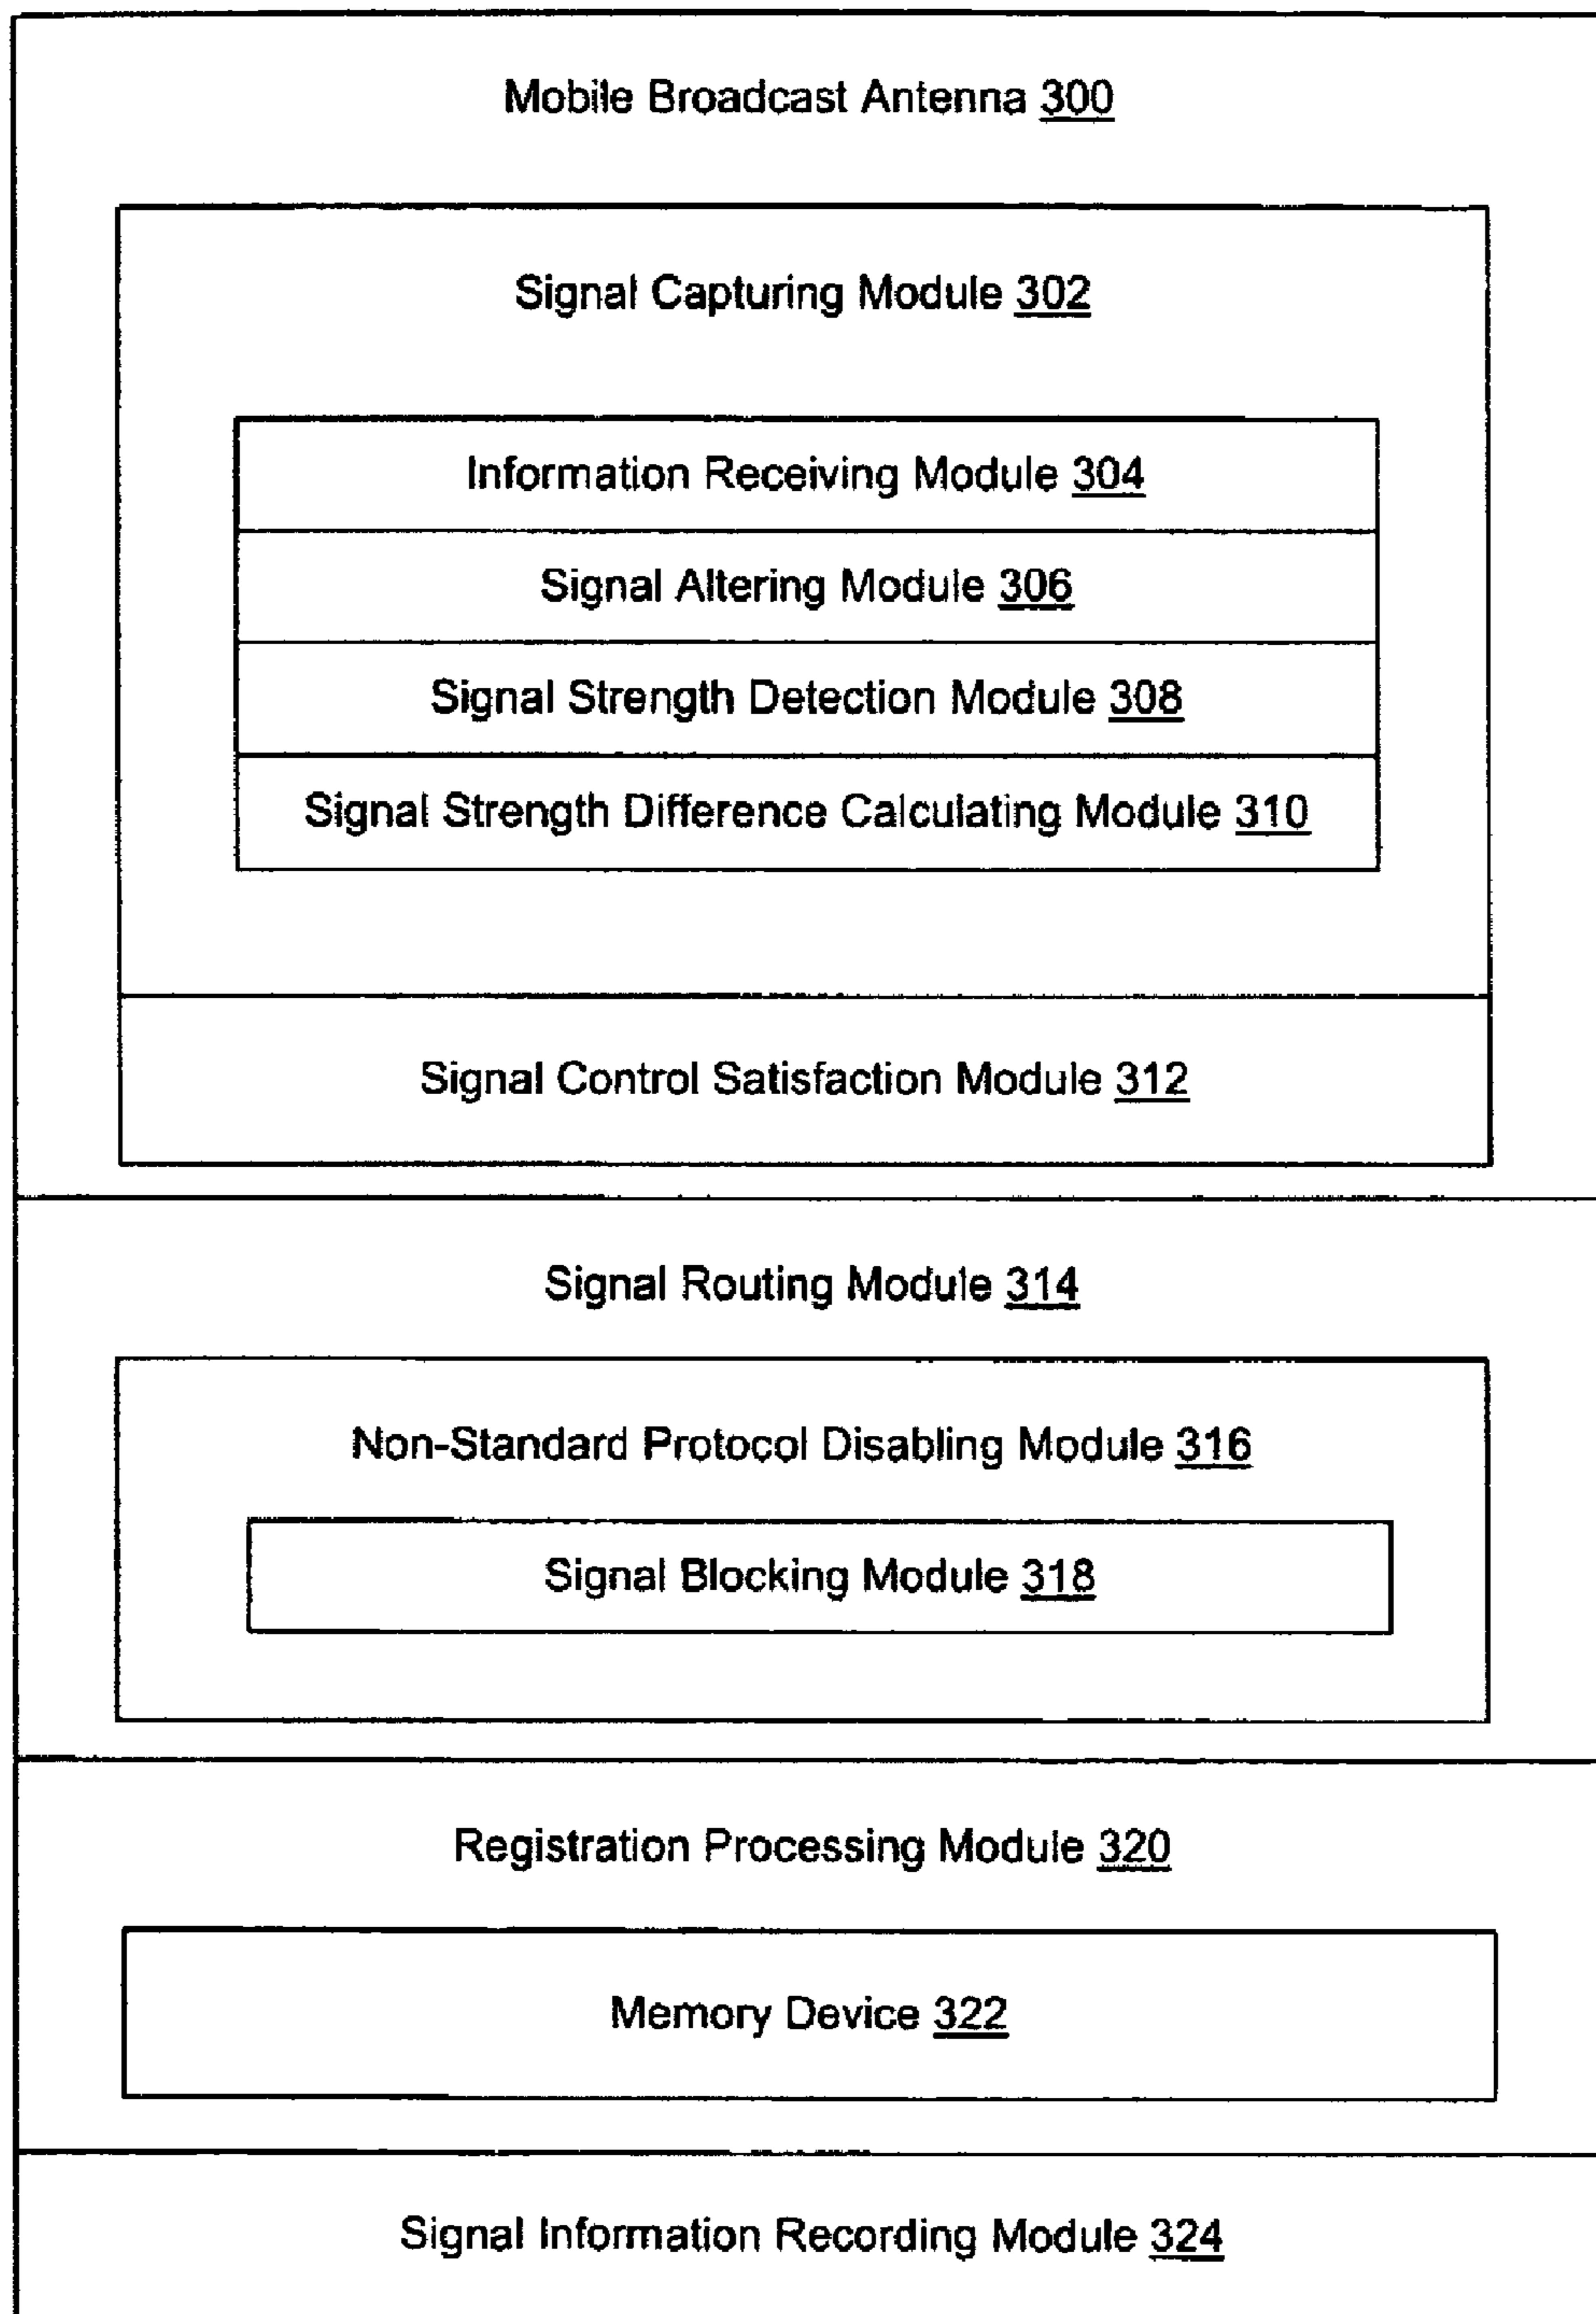 Mobile Broadcast Antenna 300
Signal Capturing Module 302
Information Receiving Module 304
Signal Altering Module 306
Signal Strength Detection Module 308
Signal Strength Difference Calculating Module 310
Signal Control Satisfaction Module 312
Signal Routing Module 314
Non-Standard Protocol Disabling Module 316
Signal Blocking Module 318
Registration Processing Module 320
Memory Device 322
Signal Information Recording Module 324